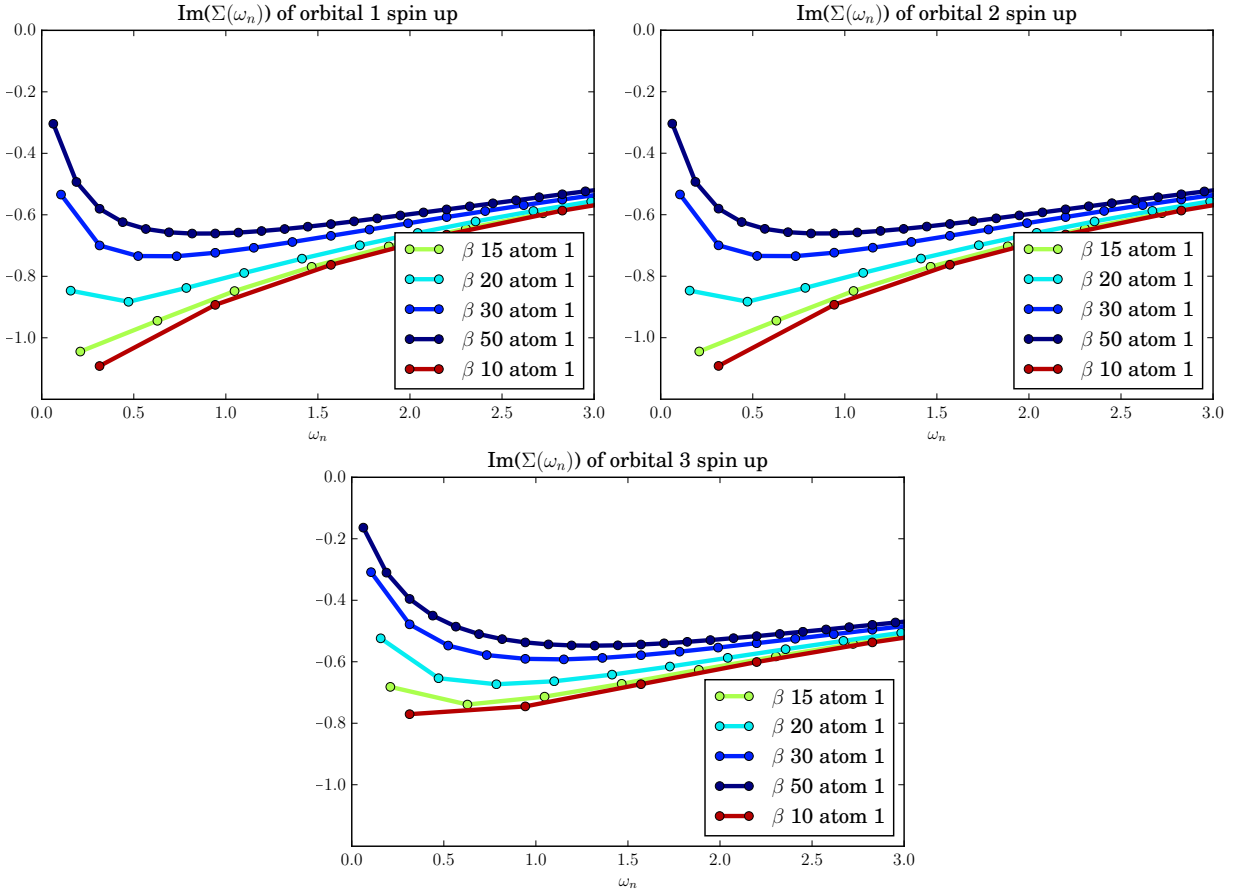 Im(Σ(ωₙ)) of orbital 1 spin up
0.0
−0.2
−0.4
−0.6
−0.8
−1.0
β 15 atom 1
β 20 atom 1
β 30 atom 1
β 50 atom 1
β 10 atom 1
0.0 0.5 1.0 1.5 2.0 2.5 3.0
ωₙ
Im(Σ(ωₙ)) of orbital 2 spin up
0.0
−0.2
−0.4
−0.6
−0.8
−1.0
β 15 atom 1
β 20 atom 1
β 30 atom 1
β 50 atom 1
β 10 atom 1
0.0 0.5 1.0 1.5 2.0 2.5 3.0
ωₙ
Im(Σ(ωₙ)) of orbital 3 spin up
0.0
−0.2
−0.4
−0.6
−0.8
−1.0
β 15 atom 1
β 20 atom 1
β 30 atom 1
β 50 atom 1
β 10 atom 1
0.0 0.5 1.0 1.5 2.0 2.5 3.0
ωₙ